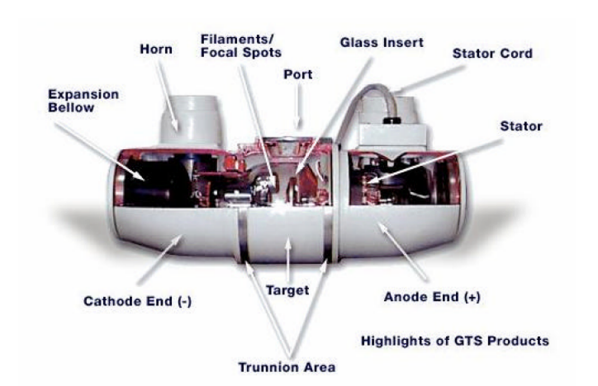 Filaments/
Focal Spots
Glass Insert
Horn
Stator Cord
Port
Expansion
Bellow
Stator
Cathode End (-)
Target
Anode End (+)
Highlights of GTS Products
Trunnion Area